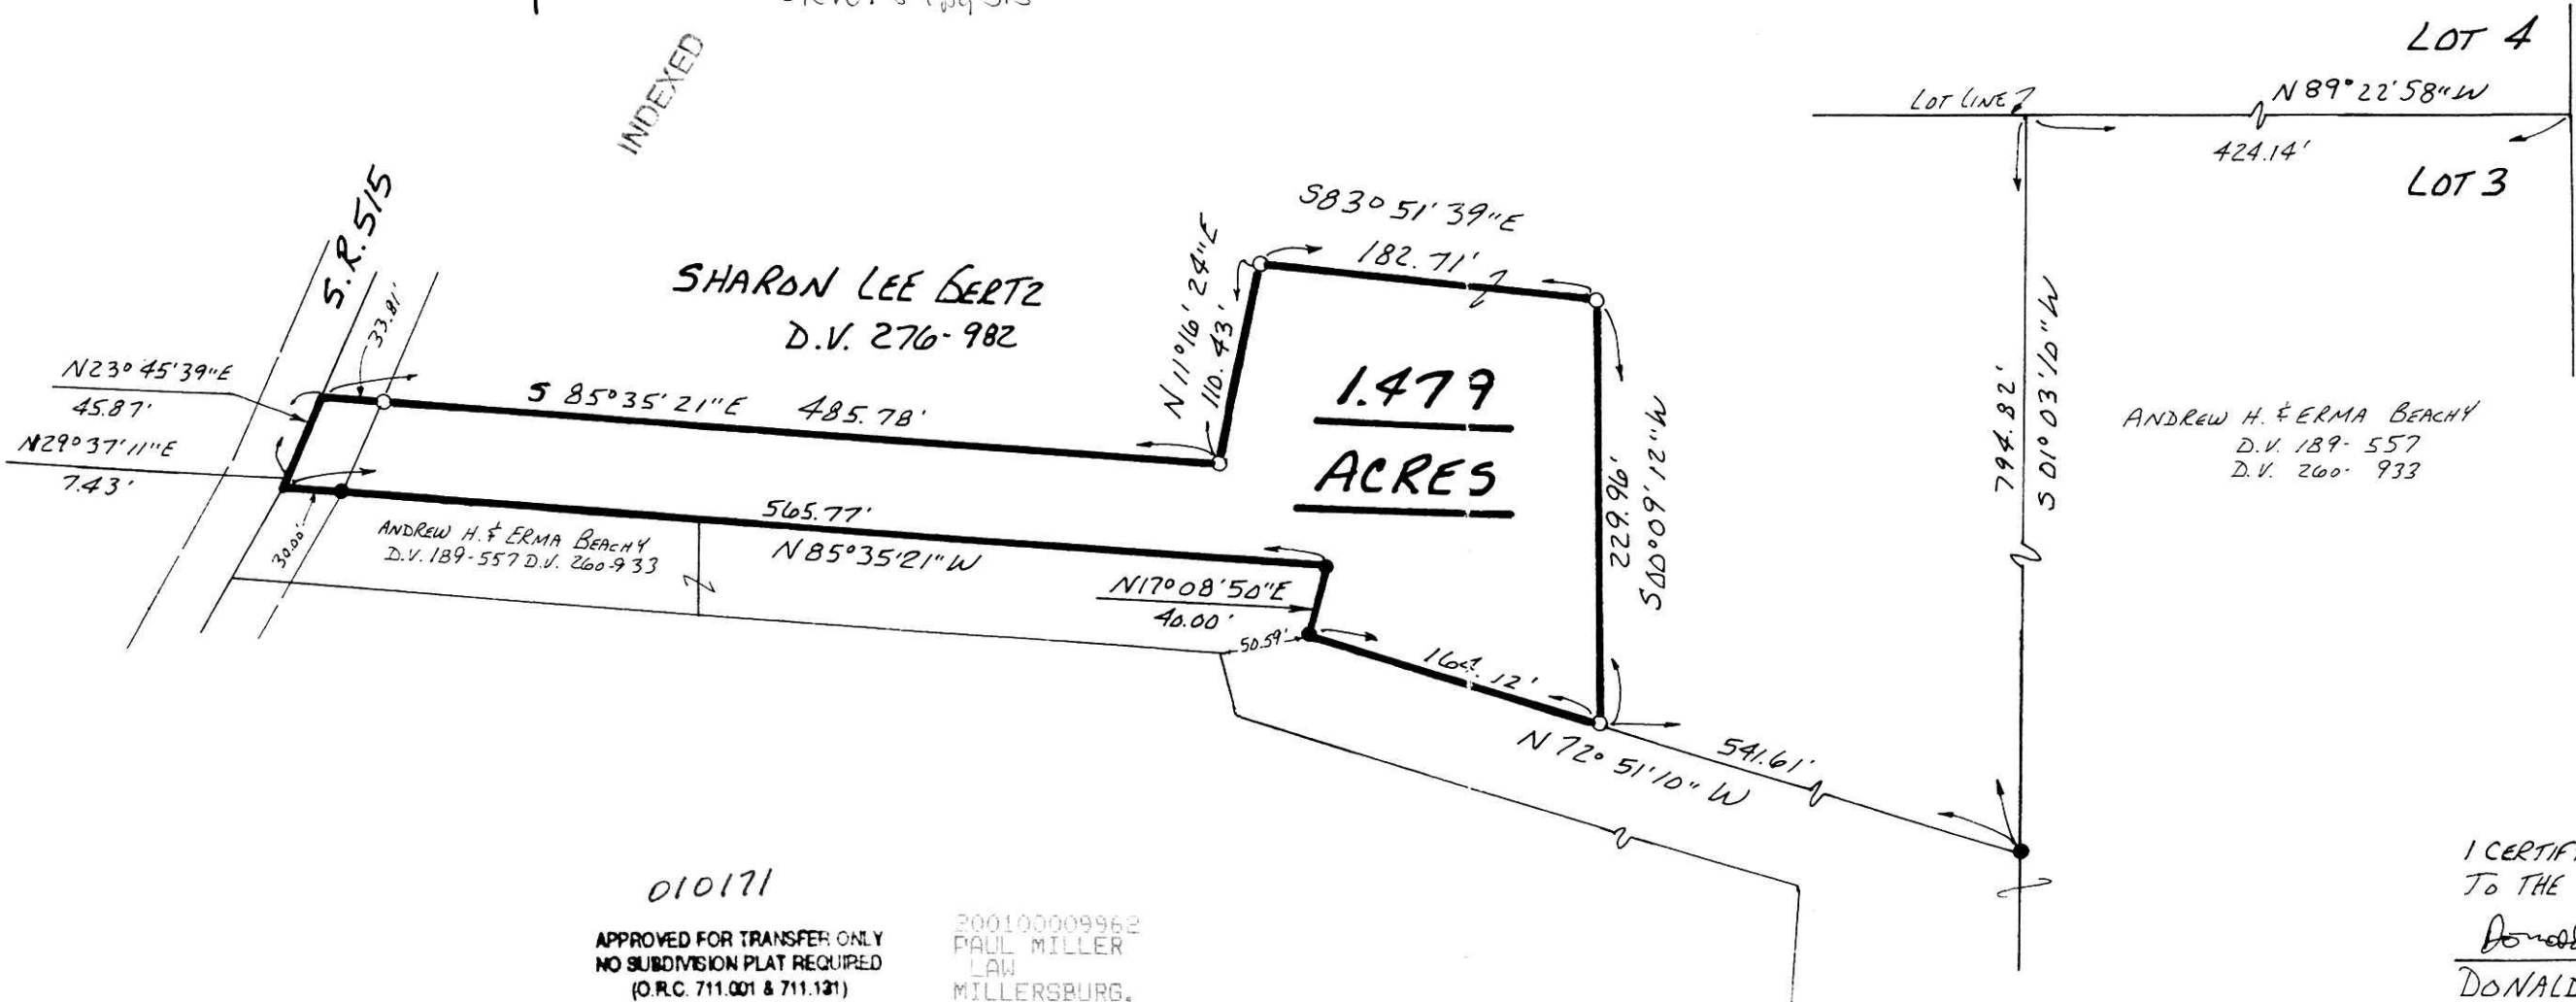 INDEXED
LOT 4
N 89° 22' 58" W
LOT LINE
424.14'
LOT 3
S.R. 515
33.81'
SHARON LEE GERTZ
D.V. 276-982
S83° 51' 39" E
182.71'
N 11° 16' 24" E
110.43'
N23° 45' 39" E
45.87'
N29° 37' 11" E
7.43'
S 85° 35' 21" E 485.78'
1.479
ACRES
229.96'
S00° 09' 12" W
794.82'
S 01° 03' 10" W
ANDREW H. & ERMA BEACHY
D.V. 189-557
D.V. 260-933
30.00'
ANDREW H. & ERMA BEACHY
D.V. 189-557 D.V. 260-933
565.77'
N 85° 35' 21" W
N17° 08' 50" E
40.00'
50.59'
N 72° 51' 10" W
541.61'
010171
APPROVED FOR TRANSFER ONLY
NO SUBDIVISION PLAT REQUIRED
(O.R.C. 711.001 & 711.131)
200100009962
PAUL MILLER
LAW
MILLERSBURG,
I CERTIF
TO THE
DONALD